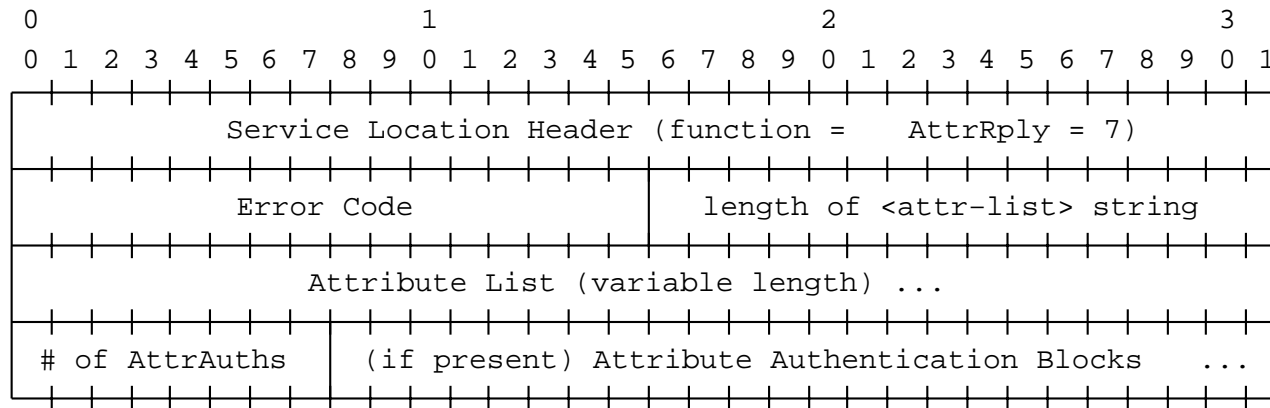 0 1 2 3
0 1 2 3 4 5 6 7 8 9 0 1 2 3 4 5 6 7 8 9 0 1 2 3 4 5 6 7 8 9 0 1
Service Location Header (function = AttrRply = 7)
Error Code length of <attr-list> string
Attribute List (variable length) ...
# of AttrAuths (if present) Attribute Authentication Blocks ...